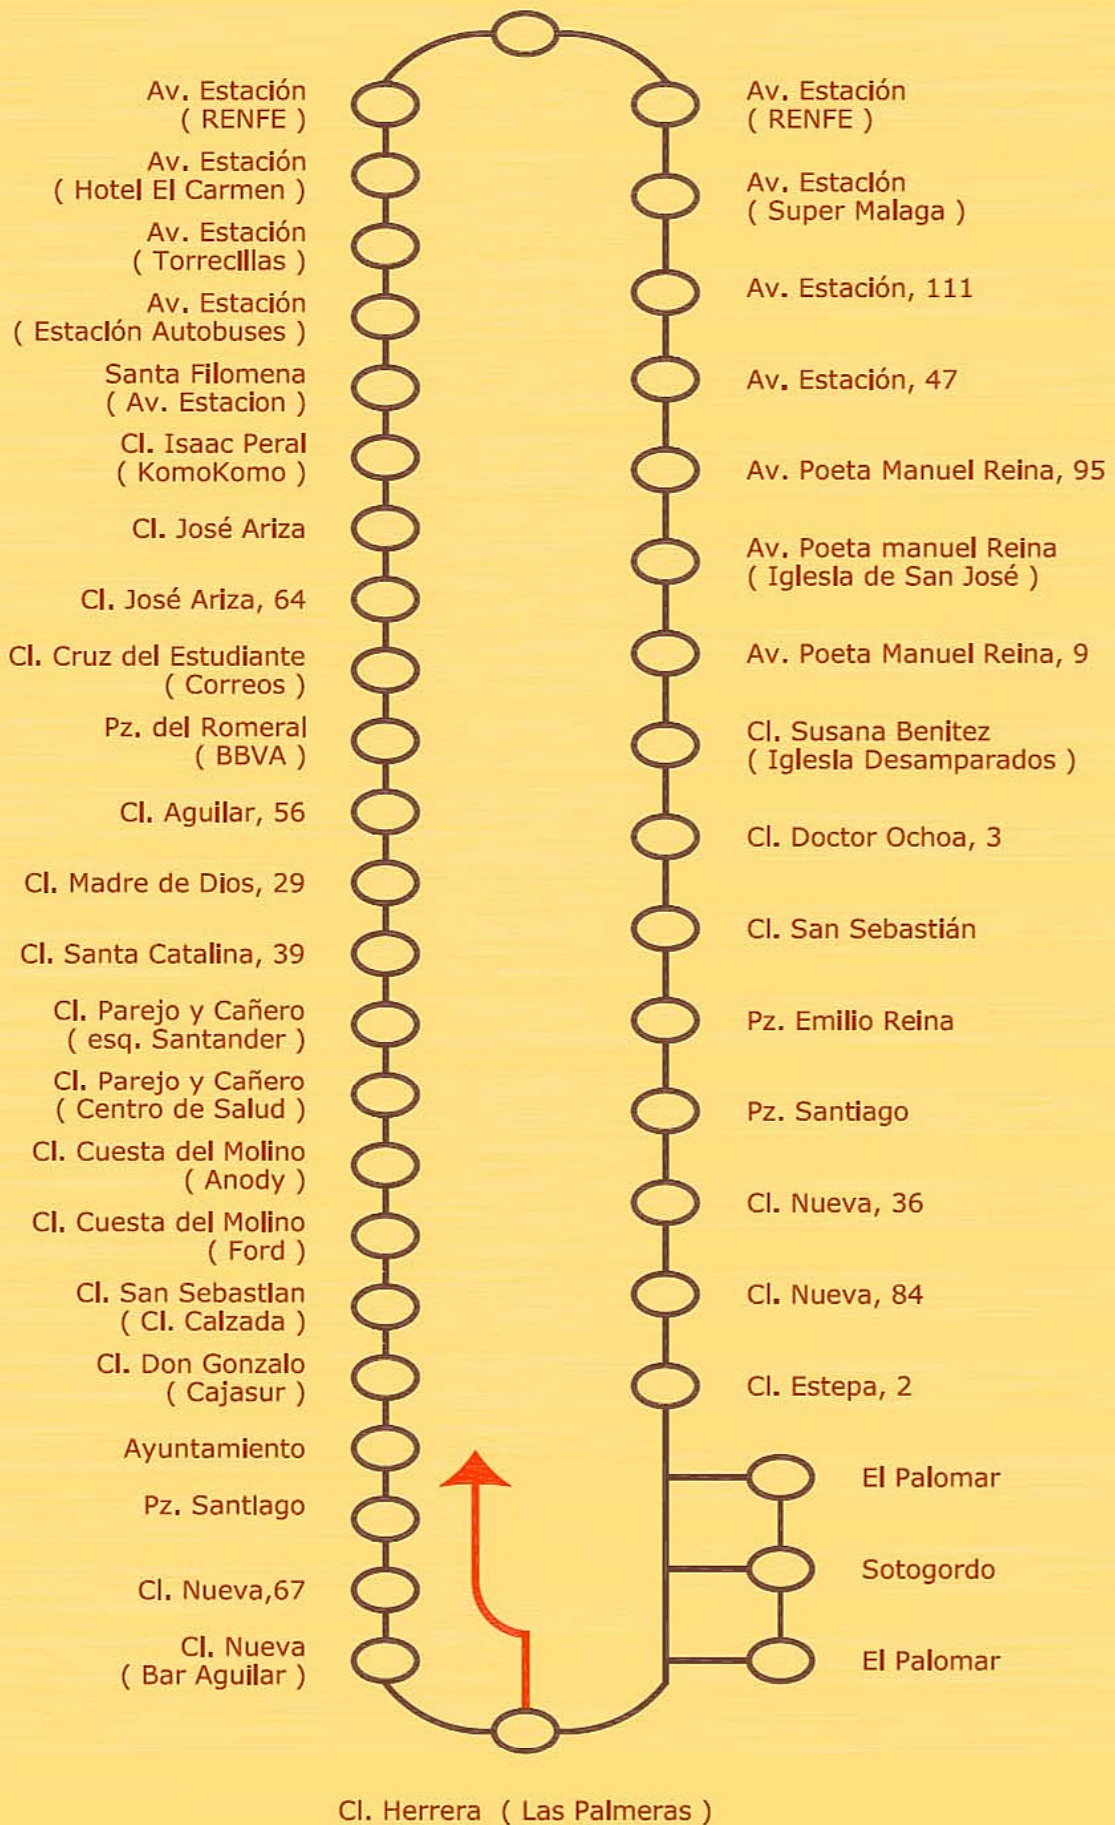 Av. Estación
( RENFE )
Av. Estación
( Hotel El Carmen )
Av. Estación
( Torrecillas )
Av. Estación
( Estación Autobuses )
Santa Filomena
( Av. Estacion )
Cl. Isaac Peral
( KomoKomo )
Cl. José Ariza
Cl. José Ariza, 64
Cl. Cruz del Estudiante
( Correos )
Pz. del Romeral
( BBVA )
Cl. Aguilar, 56
Cl. Madre de Dios, 29
Cl. Santa Catalina, 39
Cl. Parejo y Cañero
( esq. Santander )
Cl. Parejo y Cañero
( Centro de Salud )
Cl. Cuesta del Molino
( Anody )
Cl. Cuesta del Molino
( Ford )
Cl. San Sebastian
( Cl. Calzada )
Cl. Don Gonzalo
( Cajasur )
Ayuntamiento
Pz. Santiago
Cl. Nueva,67
Cl. Nueva
( Bar Aguilar )
Av. Estación
( RENFE )
Av. Estación
( Super Malaga )
Av. Estación, 111
Av. Estación, 47
Av. Poeta Manuel Reina, 95
Av. Poeta manuel Reina
( Iglesia de San José )
Av. Poeta Manuel Reina, 9
Cl. Susana Benitez
( Iglesia Desamparados )
Cl. Doctor Ochoa, 3
Cl. San Sebastián
Pz. Emilio Reina
Pz. Santiago
Cl. Nueva, 36
Cl. Nueva, 84
Cl. Estepa, 2
El Palomar
Sotogordo
El Palomar
Cl. Herrera ( Las Palmeras )